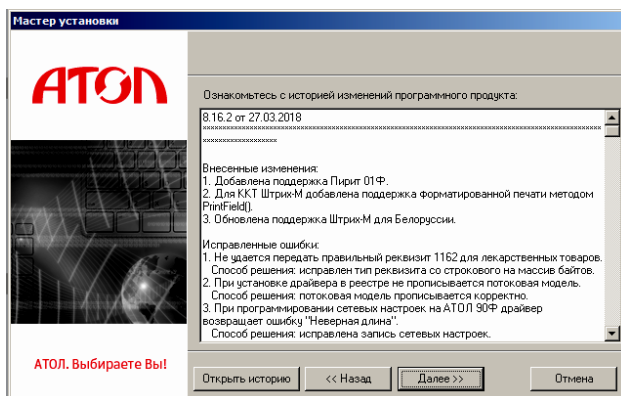 Мастер установки
АТОЛ
Ознакомьтесь с историей изменений программного продукта:
8.16.2 от 27.03.2018
Внесенные изменения:
1. Добавлена поддержка Пирит 01Ф.
2. Для ККТ Штрих-М добавлена поддержка форматированной печати методом
PrintField().
3. Обновлена поддержка Штрих-М для Белоруссии.
Исправленные ошибки:
1. Не удается передать правильный реквизит 1162 для лекарственных товаров.
Способ решения: исправлен тип реквизита со строкового на массив байтов.
2. При установке драйвера в реестре не прописывается потоковая модель.
Способ решения: потоковая модель прописывается корректно.
3. При программировании сетевых настроек на АТОЛ 90Ф драйвер
возвращает ошибку "Неверная длина".
Способ решения: исправлена запись сетевых настроек.
АТОЛ. Выбираете Вы!
Открыть историю
<< Назад
Далее >>
Отмена